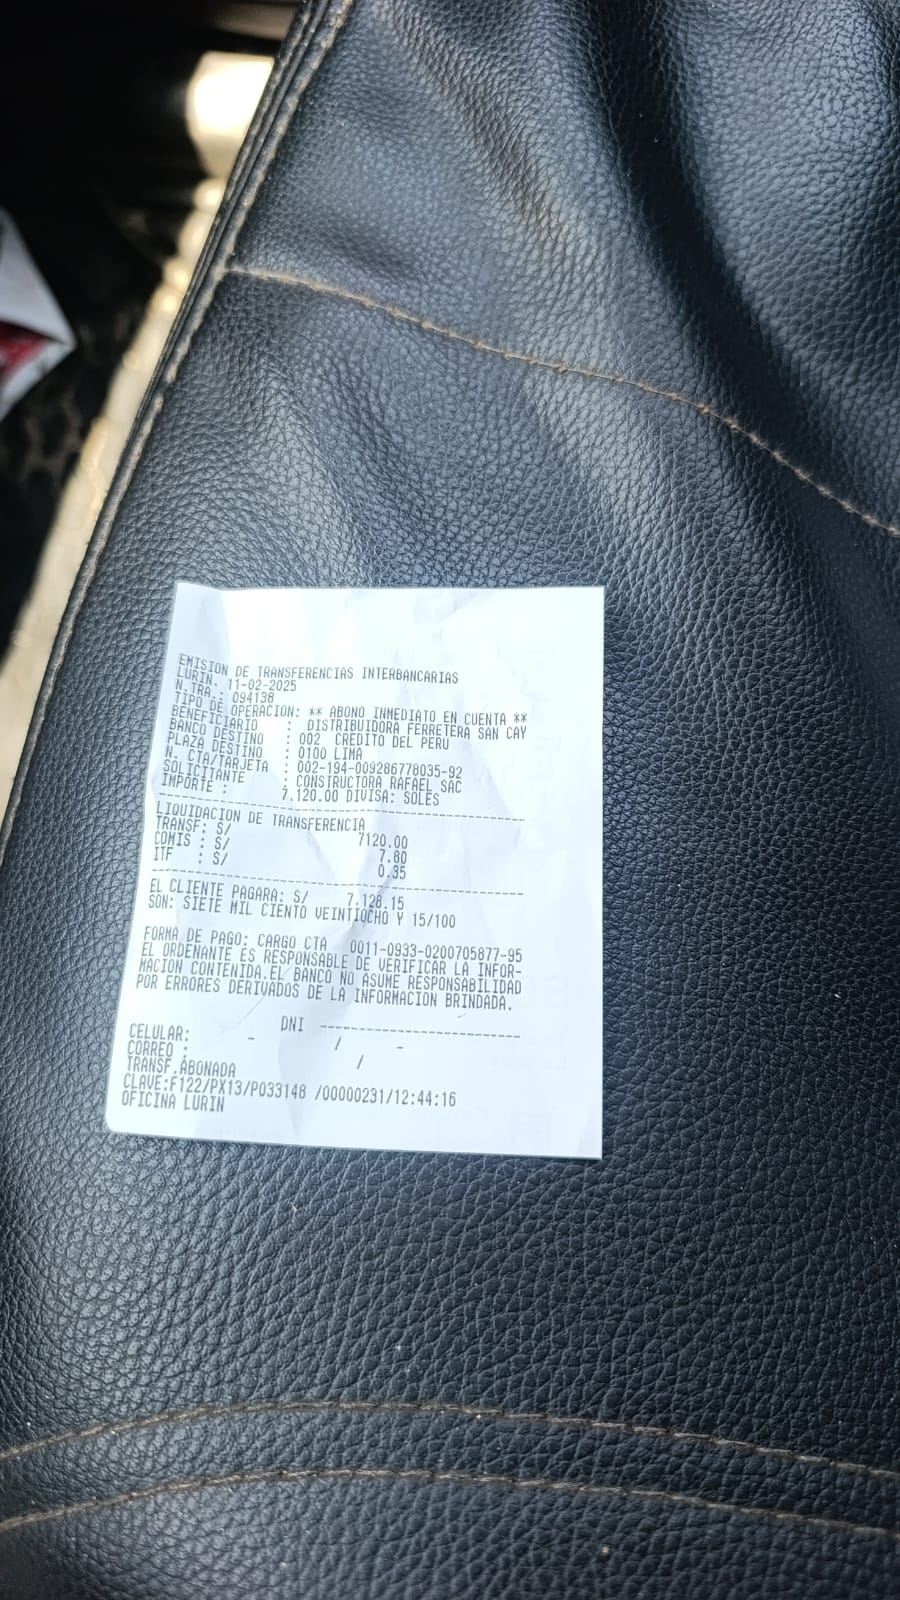 EMISION DE TRANSFERENCIAS INTERBANCARIAS
LURIN, 11-02-2025
N.TRA.: 094138
TIPO DE OPERACION: ** ABONO INMEDIATO EN CUENTA **
BENEFICIARIO : DISTRIBUIDORA FERRETERA SAN CAY
BANCO DESTINO : 002 CREDITO DEL PERU
PLAZA DESTINO : 0100 LIMA
N. CTA/TARJETA : 002-194-009286778035-92
SOLICITANTE : CONSTRUCTORA RAFAEL SAC
IMPORTE : 7,120.00 DIVISA: SOLES
LIQUIDACION DE TRANSFERENCIA
TRANSF: S/ 7120.00
COMIS : S/ 7.80
ITF : S/ 0.35
EL CLIENTE PAGARA: S/ 7,128.15
SON: SIETE MIL CIENTO VEINTIOCHO Y 15/100
FORMA DE PAGO: CARGO CTA 0011-0933-0200705877-95
EL ORDENANTE ES RESPONSABLE DE VERIFICAR LA INFOR-
MACION CONTENIDA.EL BANCO NO ASUME RESPONSABILIDAD
POR ERRORES DERIVADOS DE LA INFORMACION BRINDADA.
DNI --------------------
CELULAR: - / -
CORREO : /
TRANSF.ABONADA
CLAVE:F122/PX13/P033148 /00000231/12:44:16
OFICINA LURIN